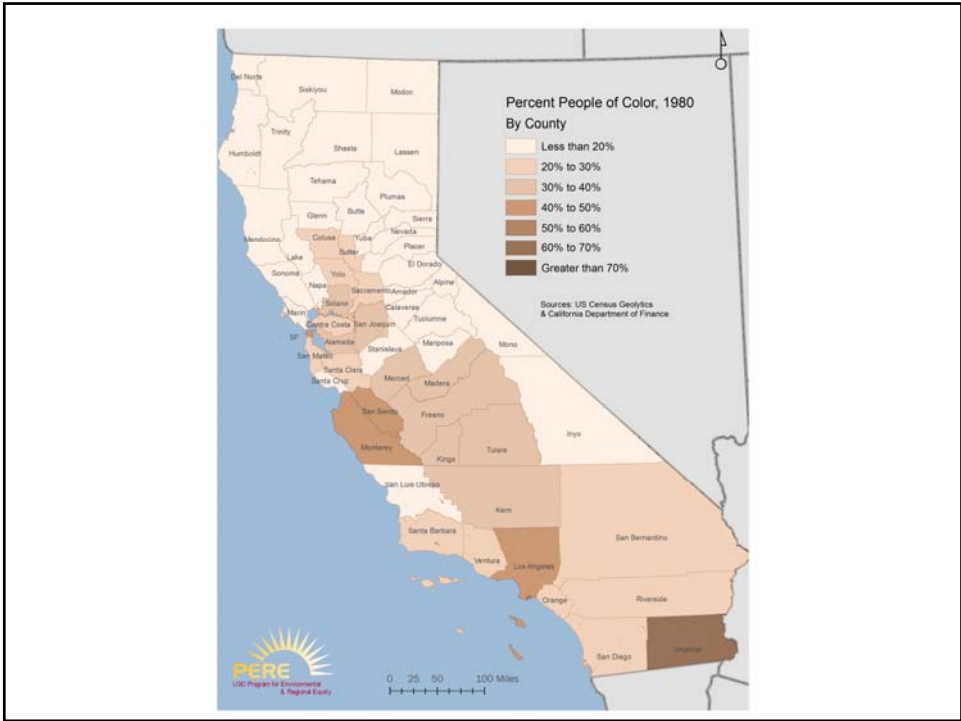 Percent People of Color, 1980
By County
Less than 20%
20% to 30%
30% to 40%
40% to 50%
50% to 60%
60% to 70%
Greater than 70%
Sources: US Census Geolytics
& California Department of Finance
Del Norte
Siskiyou
Modoc
Trinity
Humboldt
Shasta
Lassen
Tehama
Plumas
Butte
Glenn
Sierra
Nevada
Mendocino
Colusa
Yuba
Placer
Sutter
Lake
El Dorado
Sonoma
Yolo
Alpine
Napa
Sacramento
Amador
Solano
Calaveras
Marin
Tuolumne
Contra Costa
San Joaquin
SF
Alameda
Mono
Stanislaus
Mariposa
San Mateo
Santa Clara
Santa Cruz
Merced
Madera
San Benito
Fresno
Inyo
Monterey
Tulare
Kings
San Luis Obispo
Kern
Santa Barbara
San Bernardino
Ventura
Los Angeles
Orange
Riverside
San Diego
Imperial
PERE
USC Program for Environmental
& Regional Equity
0 25 50 100 Miles